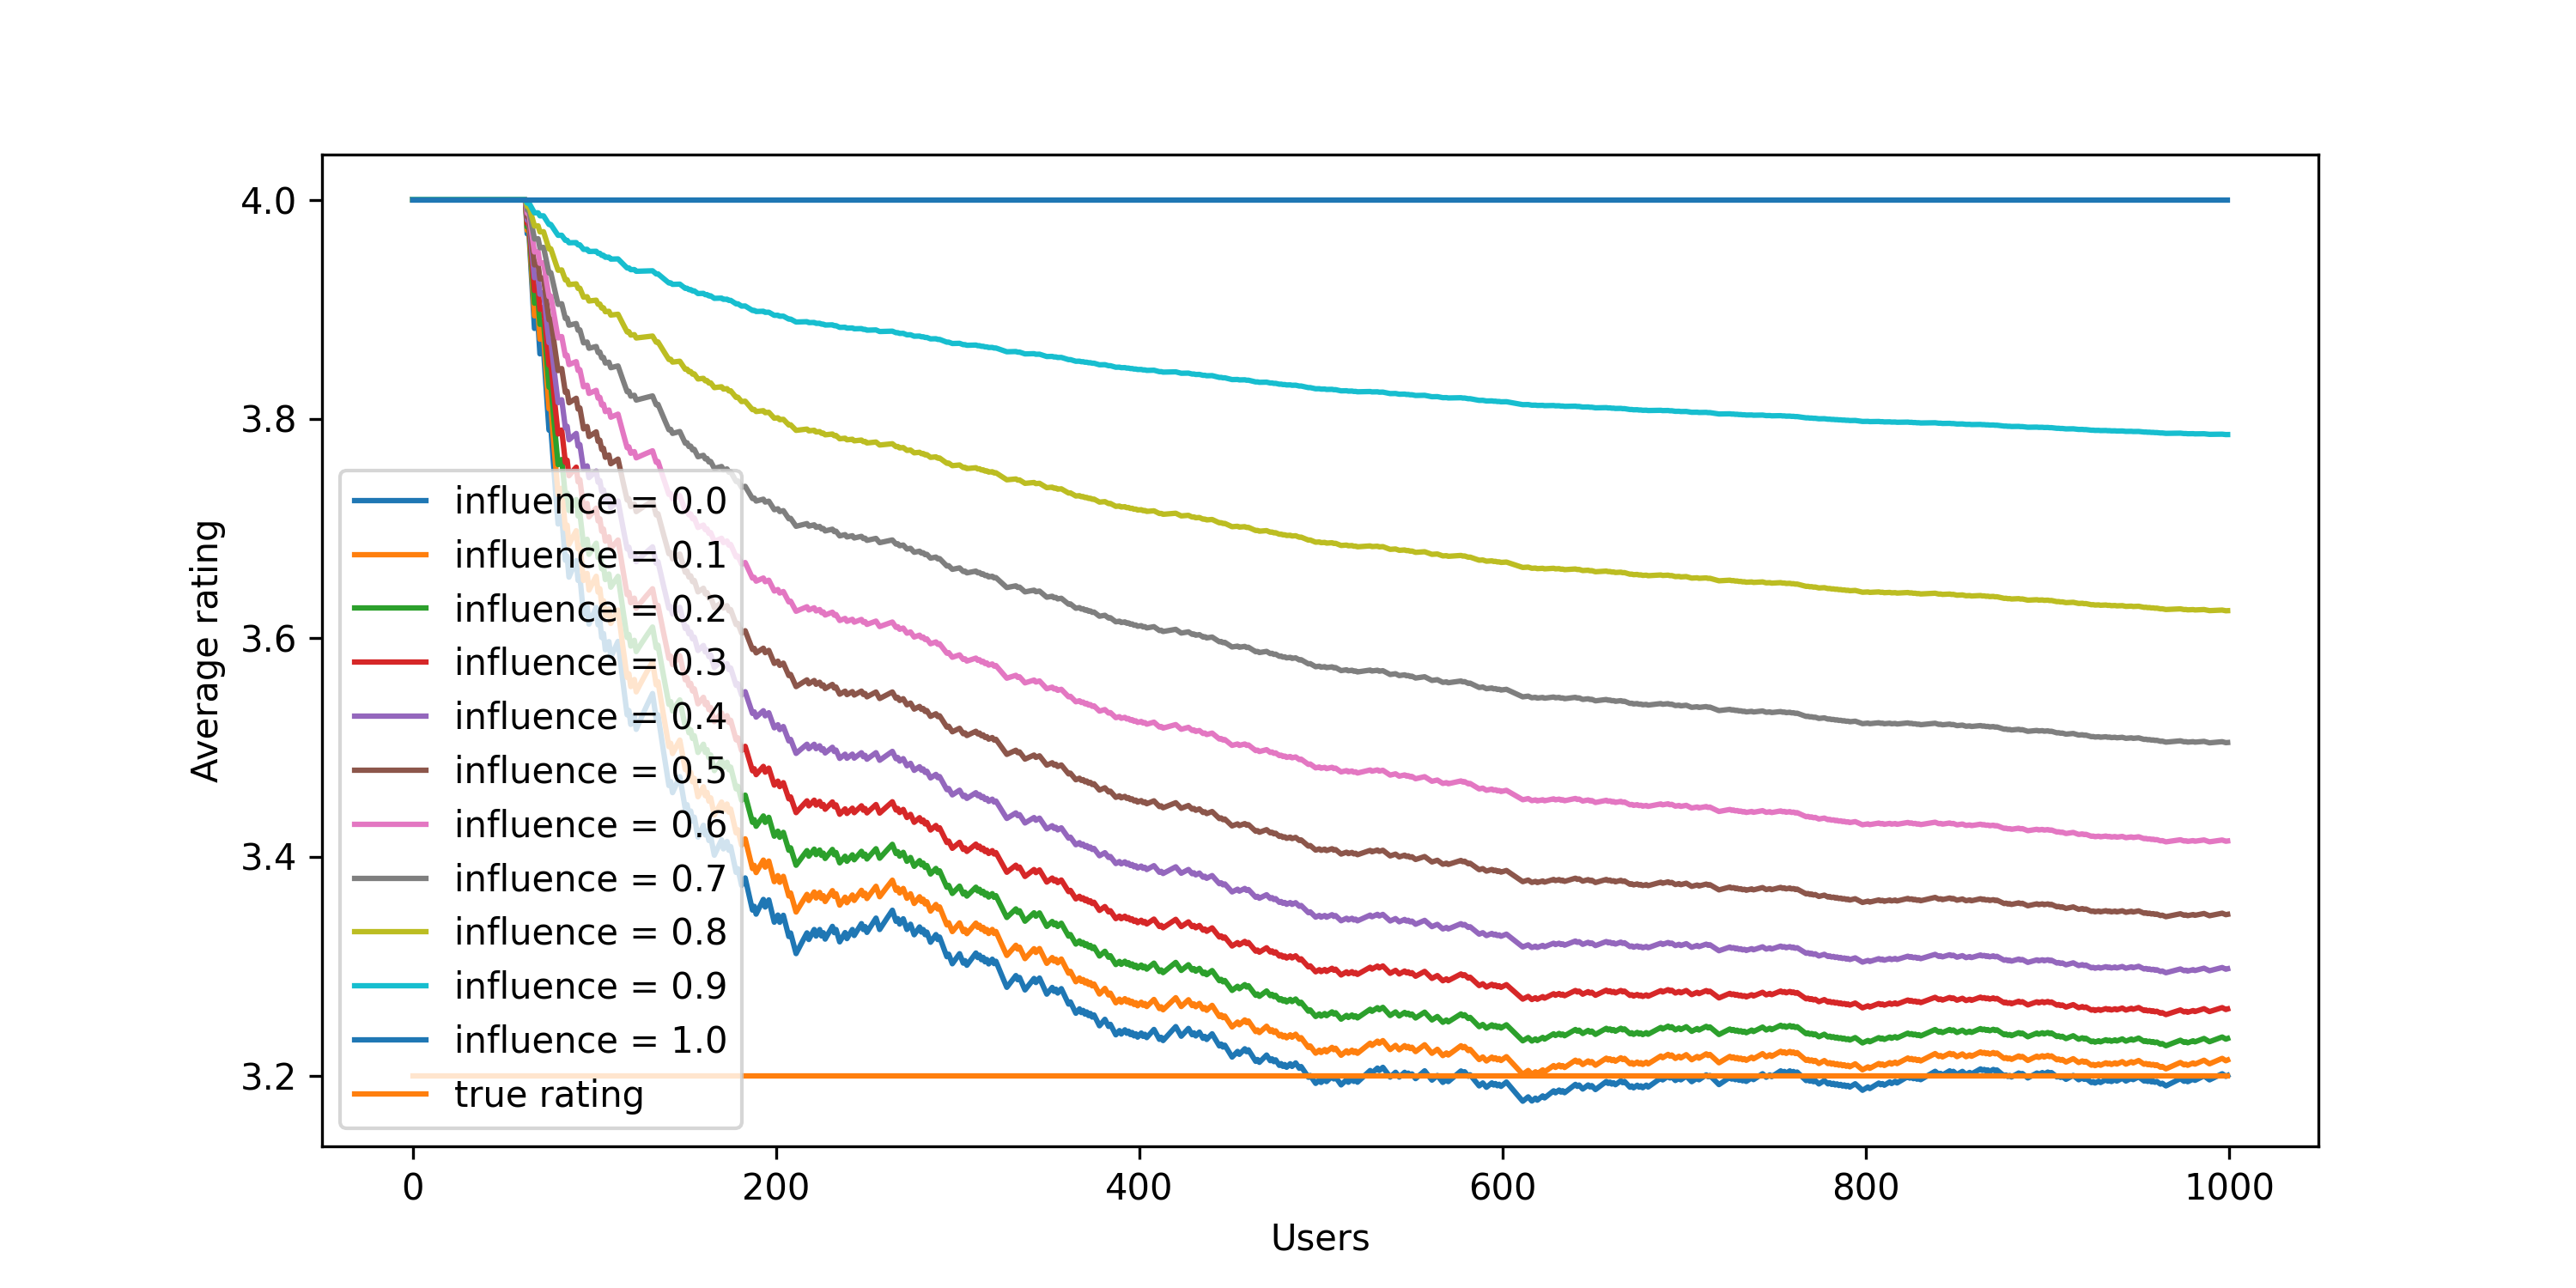 4.0
3.8
3.6
3.4
3.2
Average rating
influence = 0.0
influence = 0.1
influence = 0.2
influence = 0.3
influence = 0.4
influence = 0.5
influence = 0.6
influence = 0.7
influence = 0.8
influence = 0.9
influence = 1.0
true rating
0 200 400 600 800 1000
Users